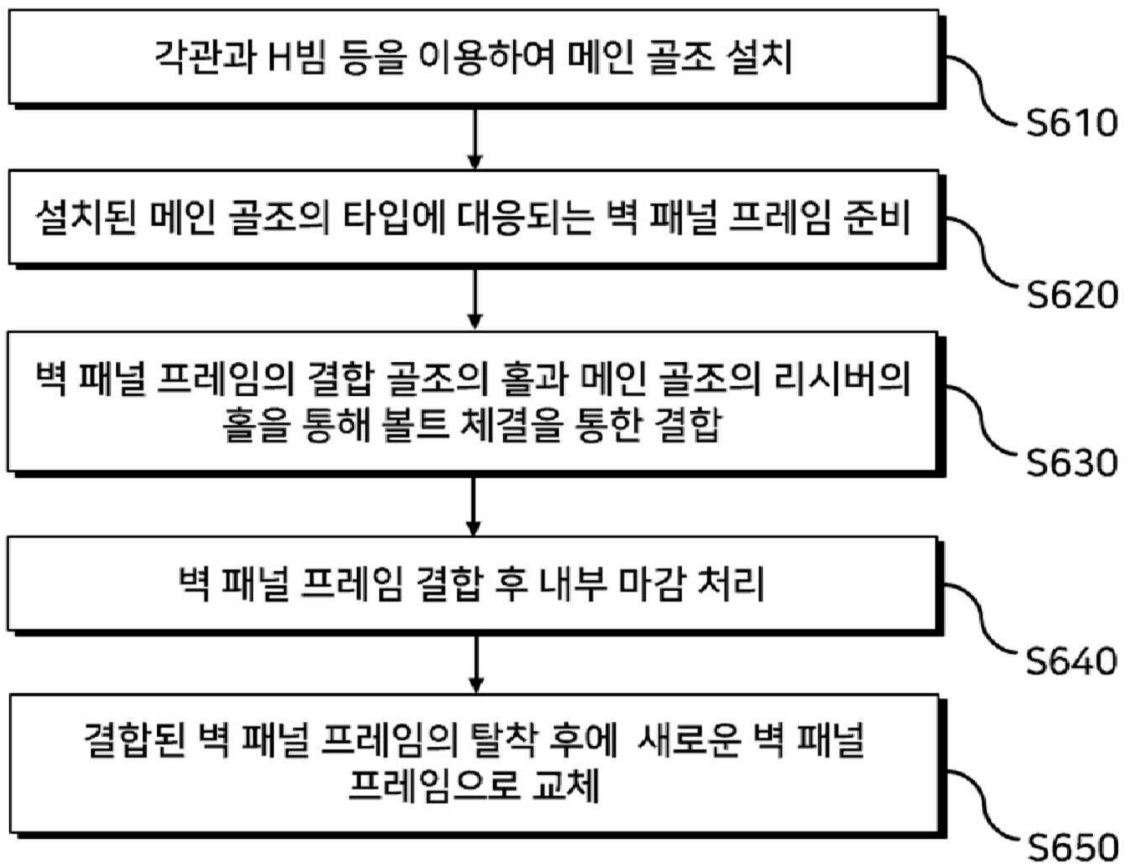 각관과 H빔 등을 이용하여 메인 골조 설치
S610
설치된 메인 골조의 타입에 대응되는 벽 패널 프레임 준비
S620
벽 패널 프레임의 결합 골조의 홀과 메인 골조의 리시버의
홀을 통해 볼트 체결을 통한 결합
S630
벽 패널 프레임 결합 후 내부 마감 처리
S640
결합된 벽 패널 프레임의 탈착 후에 새로운 벽 패널
프레임으로 교체
S650